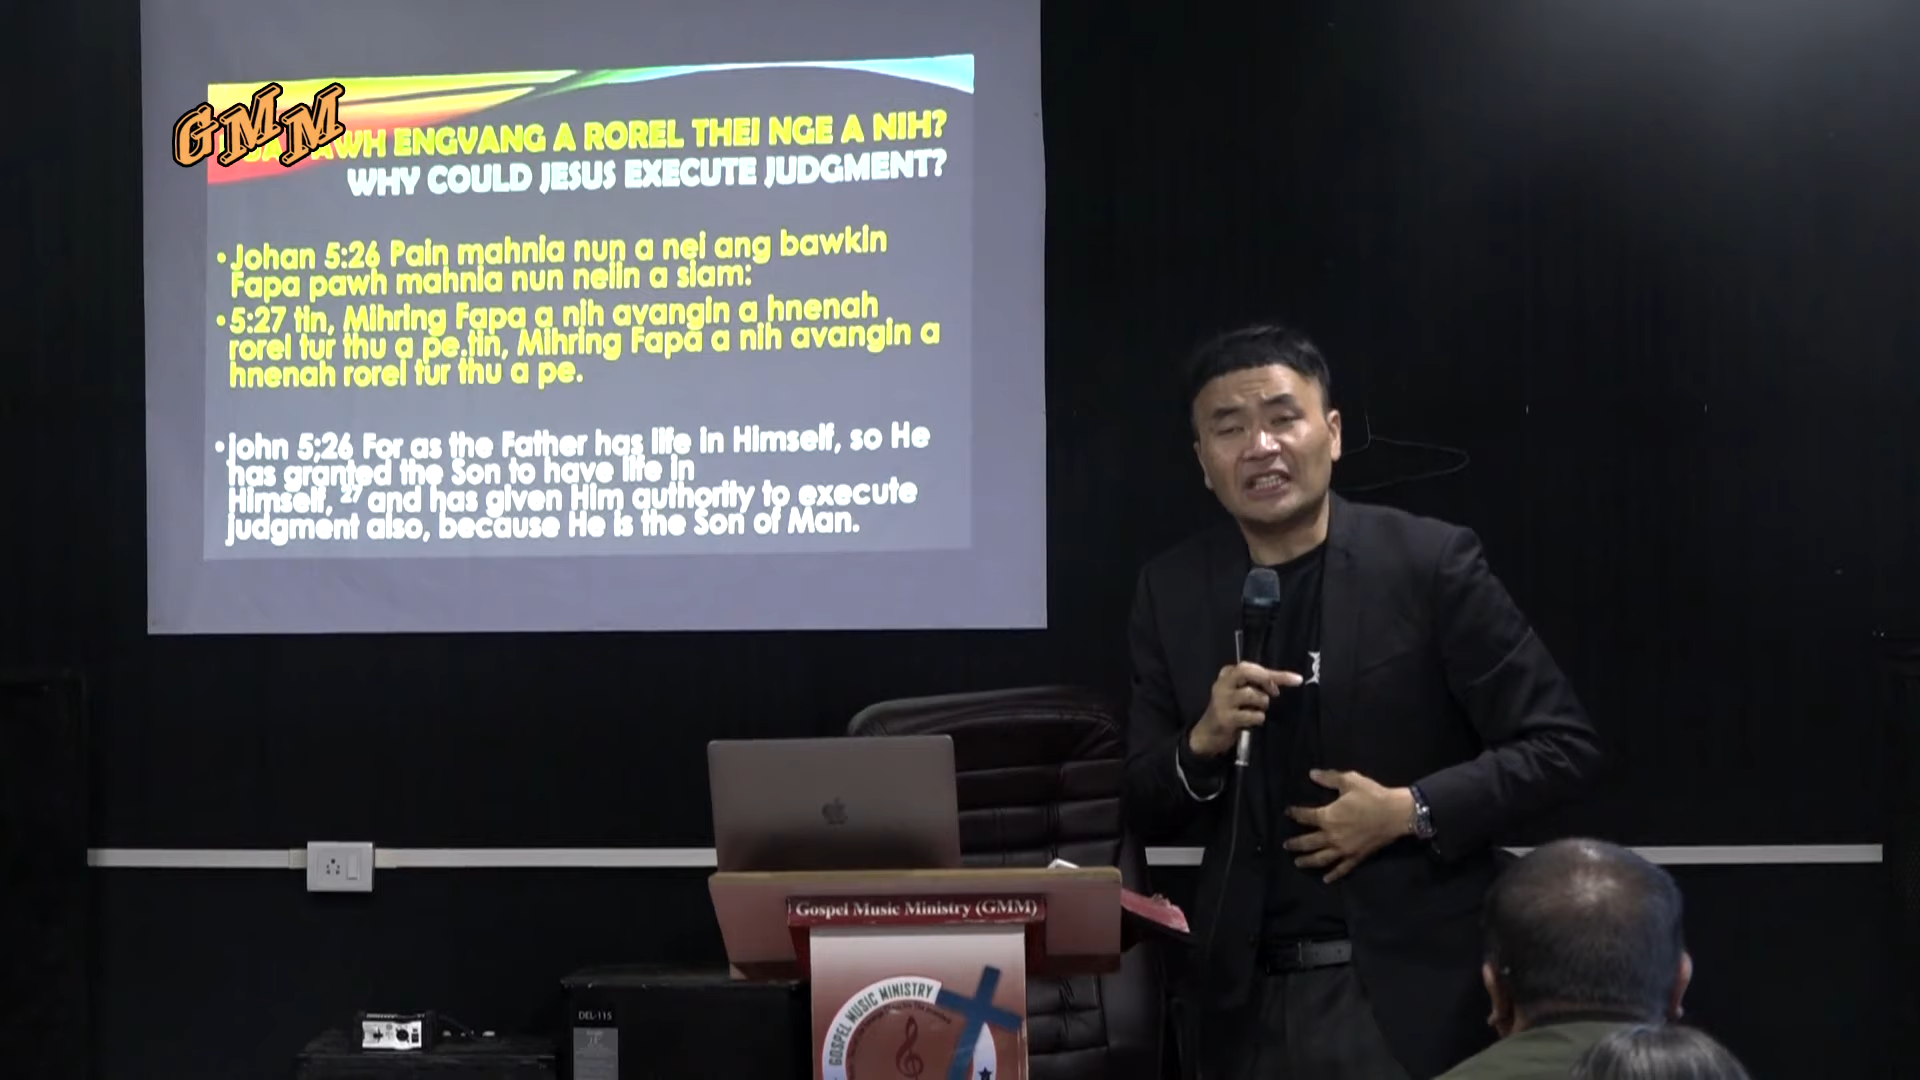 GMM
PAWH ENGVANG A ROREL THEI NGE A NIH?
WHY COULD JESUS EXECUTE JUDGMENT?
• Johan 5:26 Pain mahnia nun a nei ang bawkin
Fapa pawh mahnia nun neiin a siam:
• 5:27 tin, Mihring Fapa a nih avangin a hnenah
rorel tur thu a pe.tin, Mihring Fapa a nih avangin a
hnenah rorel tur thu a pe.
• john 5;26 For as the Father has life in Himself, so He
has granted the Son to have life in
Himself, 27 and has given Him authority to execute
judgment also, because He is the Son of Man.
Gospel Music Ministry (GMM)
GOSPEL MUSIC MINISTRY
DEL-115